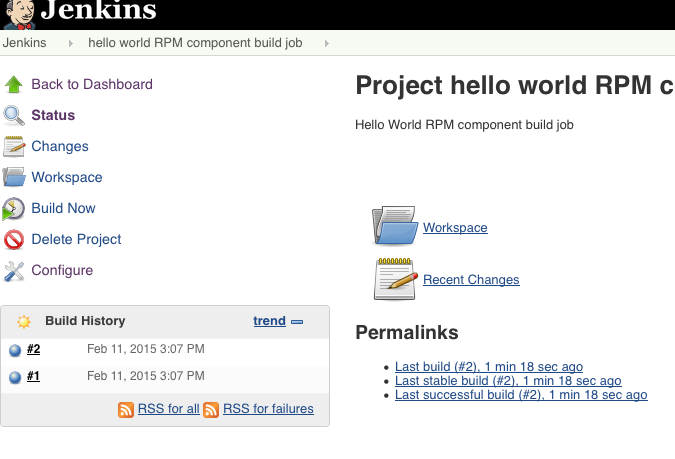 Jenkins
Jenkins hello world RPM component build job
Back to Dashboard
Status
Changes
Workspace
Build Now
Delete Project
Configure
Build History trend
#2 Feb 11, 2015 3:07 PM
#1 Feb 11, 2015 3:07 PM
RSS for all RSS for failures
Project hello world RPM c
Hello World RPM component build job
Workspace
Recent Changes
Permalinks
Last build (#2), 1 min 18 sec ago
Last stable build (#2), 1 min 18 sec ago
Last successful build (#2), 1 min 18 sec ago